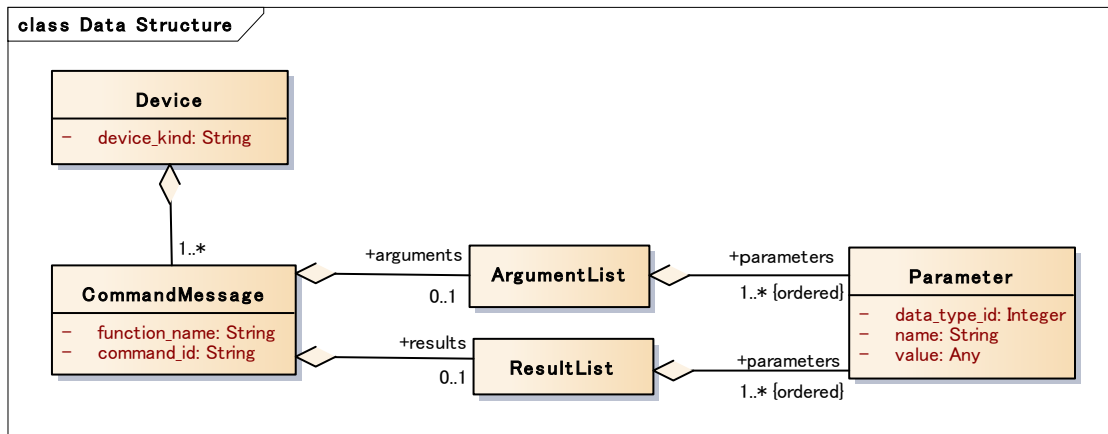 class Data Structure
Device
- device_kind: String
1..*
CommandMessage
- function_name: String
- command_id: String
+arguments
0..1
ArgumentList
+parameters
1..* {ordered}
+results
0..1
ResultList
+parameters
1..* {ordered}
Parameter
- data_type_id: Integer
- name: String
- value: Any